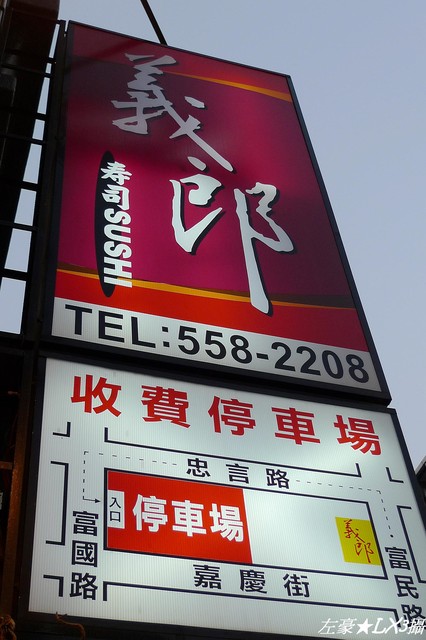 義郎
寿司SUSHI
TEL:558-2208
收費停車場
忠言路
入口
停車場
義郎
富國路
富民路
嘉慶街
左豪★LX3攝